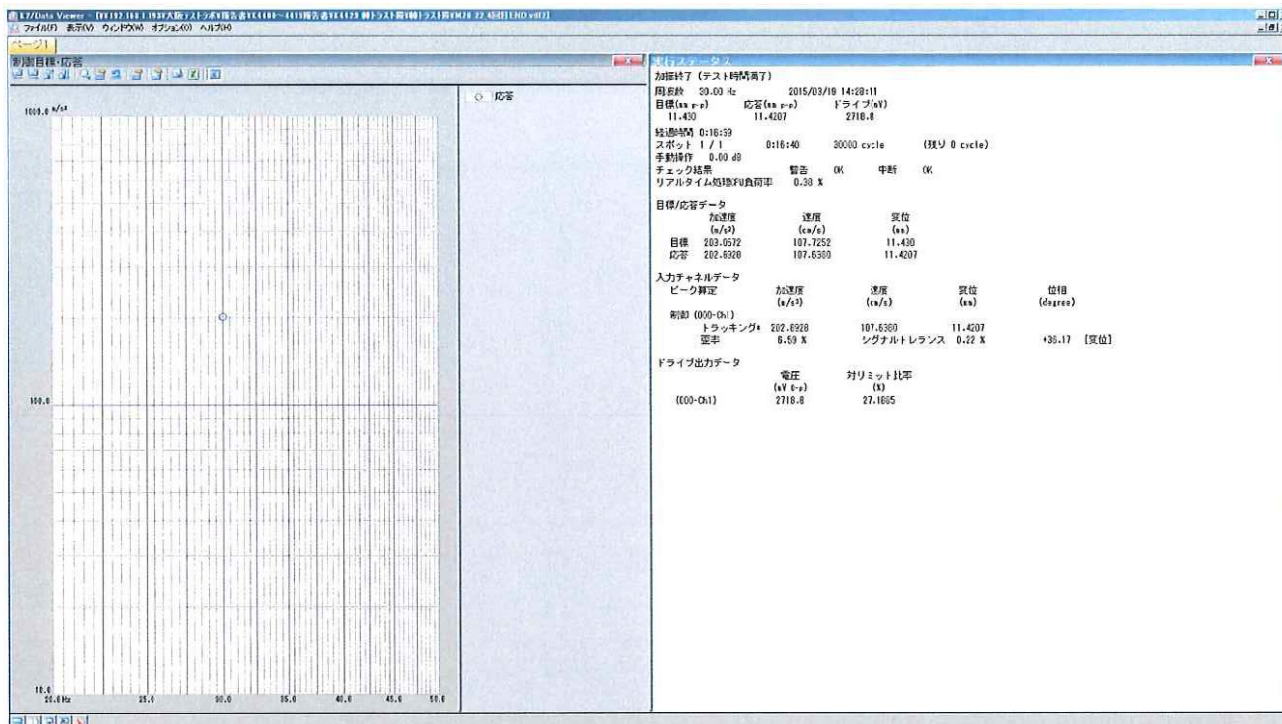 K2/Data Viewer
ファイル(F) 表示(V) ウィンドウ(W) オプション(O) ヘルプ(H)
ページ1
制御目標・応答
応答
1000.0 m/s²
100.0
10.0
20.0 Hz 25.0 30.0 35.0 40.0 45.0 50.0
実行ステータス
加振終了 (テスト時間満了)
周波数 30.00 Hz 2015/03/19 14:28:11
目標(mm p-p) 応答(mm p-p) ドライブ(mV)
11.430 11.4207 2718.8
経過時間 0:16:59
スポット 1 / 1 0:16:40 30000 cycle (残り 0 cycle)
手動操作 0.00 dB
チェック結果 警告 OK 中断 OK
リアルタイム処理CPU負荷率 0.38 %
目標/応答データ
加速度 速度 変位
(m/s²) (cm/s) (mm)
目標 107.7252 11.430
応答 11.4207
入力チャネルデータ
ピーク算定 加速度 速度 変位 位相
(m/s²) (cm/s) (mm) (degree)
制御 (000-Ch1)
トラッキング 11.4207
歪率 6.59 % シグナルトレランス 0.22 % [変位]
ドライブ出力データ
電圧 対リミット比率
(mV 0-p) (%)
(000-Ch1) 2718.8 27.1885